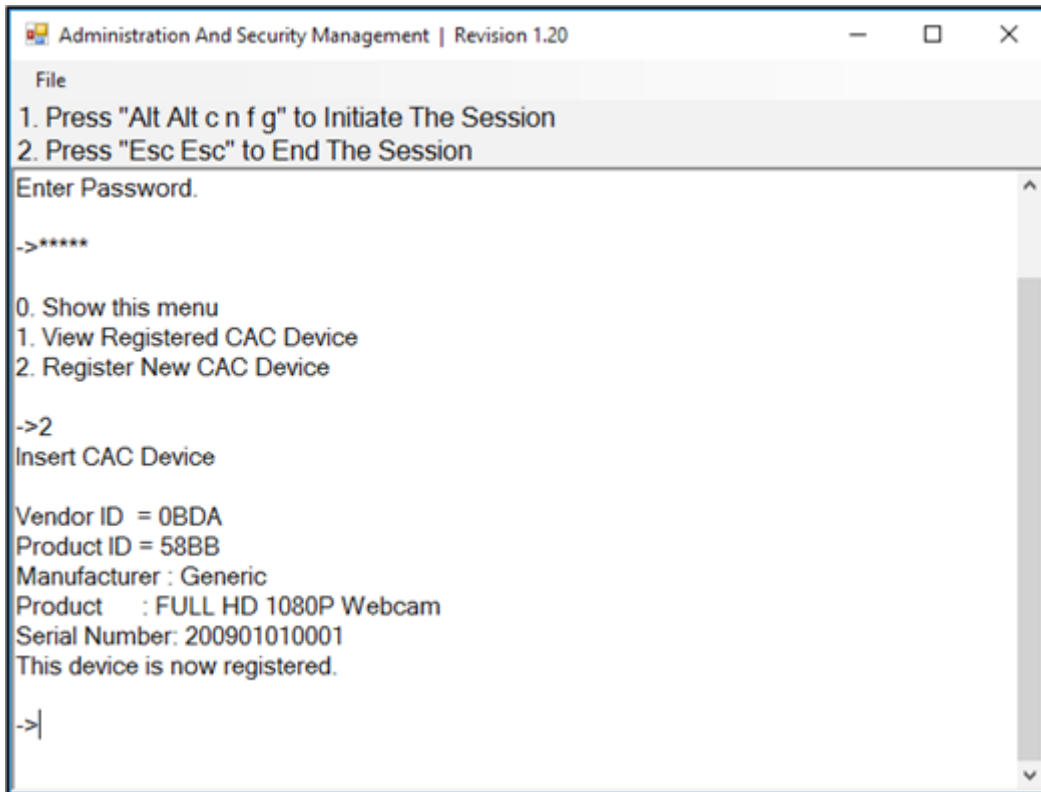 Administration And Security Management | Revision 1.20
File
1. Press "Alt Alt c n f g" to Initiate The Session
2. Press "Esc Esc" to End The Session
Enter Password.
->*****
0. Show this menu
1. View Registered CAC Device
2. Register New CAC Device
->2
Insert CAC Device
Vendor ID  = 0BDA
Product ID = 58BB
Manufacturer : Generic
Product     : FULL HD 1080P Webcam
Serial Number: 200901010001
This device is now registered.
->